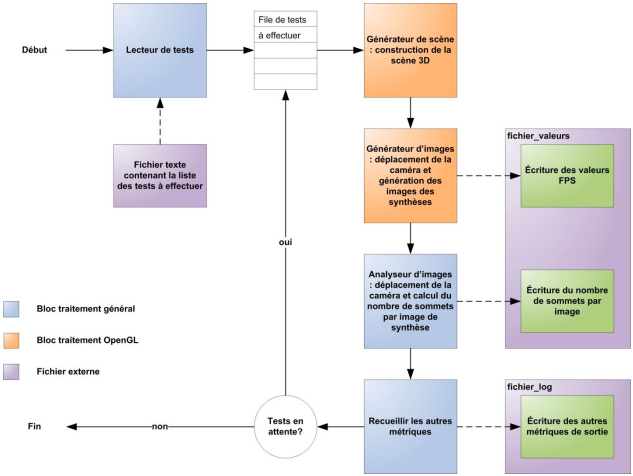 Début
Lecteur de tests
File de tests
à effectuer
Générateur de scène
: construction de la
scène 3D
Fichier texte
contenant la liste
des tests à effectuer
Générateur d'images
: déplacement de la
caméra et
génération des
images des
synthèses
fichier_valeurs
Écriture des valeurs
FPS
oui
Analyseur d'images
: déplacement de la
caméra et calcul du
nombre de sommets
par image de
synthèse
Écriture du nombre
de sommets par
image
Bloc traitement général
Bloc traitement OpenGL
Fichier externe
fichier_log
Fin
non
Tests en
attente?
Recueillir les autres
métriques
Écriture des autres
métriques de sortie